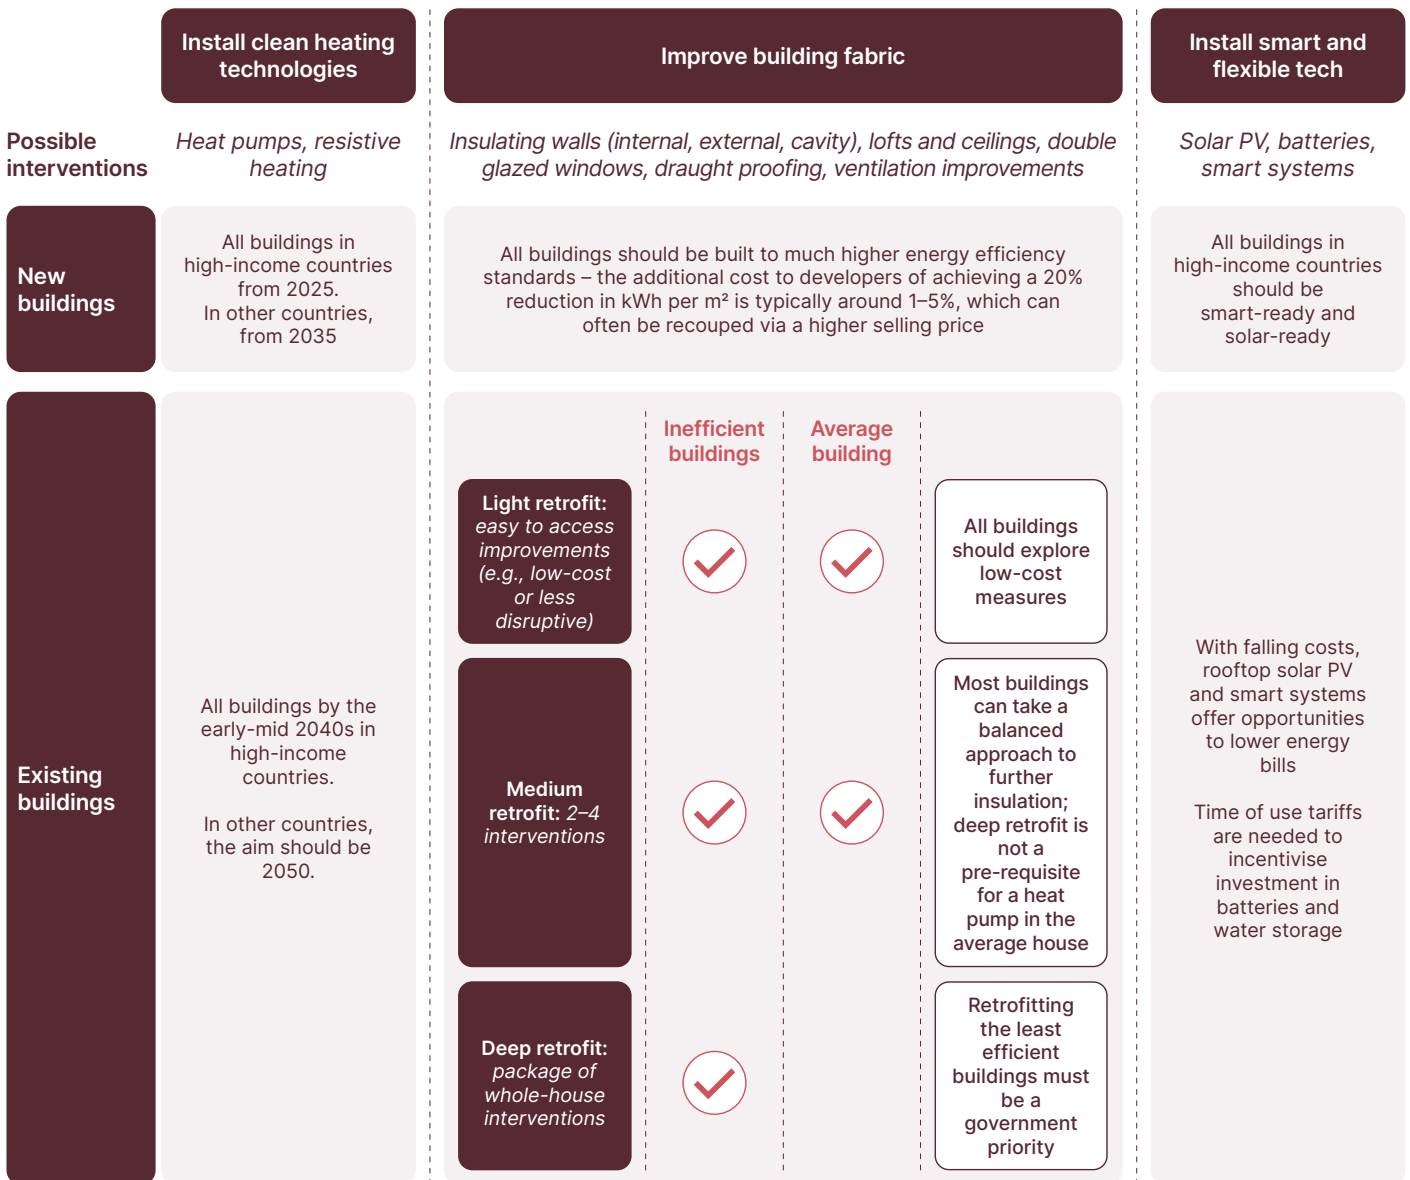 Install clean heating
technologies
Improve building fabric
Install smart and
flexible tech
Possible
interventions
Heat pumps, resistive
heating
Insulating walls (internal, external, cavity), lofts and ceilings, double
glazed windows, draught proofing, ventilation improvements
Solar PV, batteries,
smart systems
New
buildings
All buildings in
high-income countries
from 2025.
In other countries,
from 2035
All buildings should be built to much higher energy efficiency
standards – the additional cost to developers of achieving a 20%
reduction in kWh per m² is typically around 1–5%, which can
often be recouped via a higher selling price
All buildings in
high-income countries
should be
smart-ready and
solar-ready
Existing
buildings
All buildings by the
early-mid 2040s in
high-income
countries.
In other countries,
the aim should be
2050.
Inefficient
buildings
Average
building
Light retrofit:
easy to access
improvements
(e.g., low-cost
or less
disruptive)
All buildings
should explore
low-cost
measures
Medium
retrofit: 2–4
interventions
Most buildings
can take a
balanced
approach to
further
insulation;
deep retrofit is
not a
pre-requisite
for a heat
pump in the
average house
Deep retrofit:
package of
whole-house
interventions
Retrofitting
the least
efficient
buildings must
be a
government
priority
With falling costs,
rooftop solar PV
and smart systems
offer opportunities
to lower energy
bills
Time of use tariffs
are needed to
incentivise
investment in
batteries and
water storage